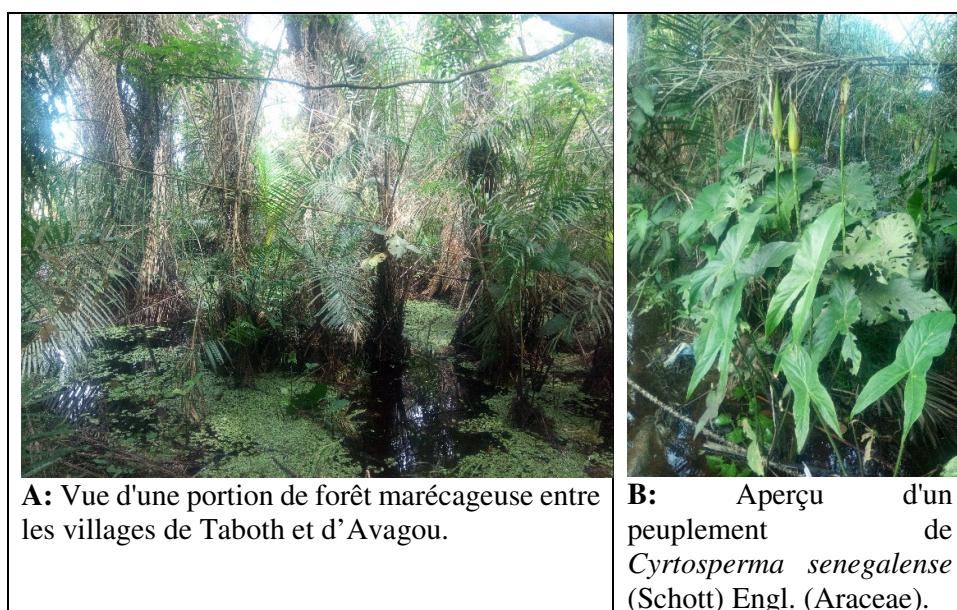 A: Vue d'une portion de forêt marécageuse entre
les villages de Taboth et d’Avagou.
B: Aperçu d'un
peuplement de
Cyrtosperma senegalense
(Schott) Engl. (Araceae).